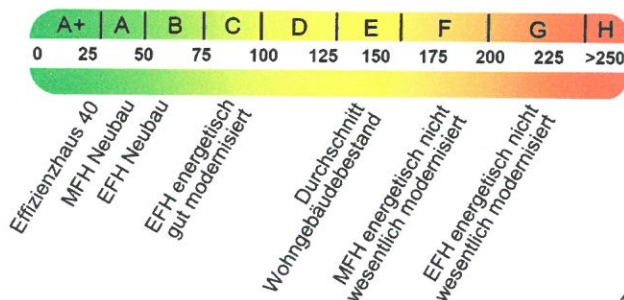 A+ A B C D E F G H
0 25 50 75 100 125 150 175 200 225 >250
Effizienzhaus 40
MFH Neubau
EFH Neubau
EFH energetisch
gut modernisiert
Durchschnitt
Wohngebäudebestand
MFH energetisch nicht
wesentlich modernisiert
EFH energetisch nicht
wesentlich modernisiert